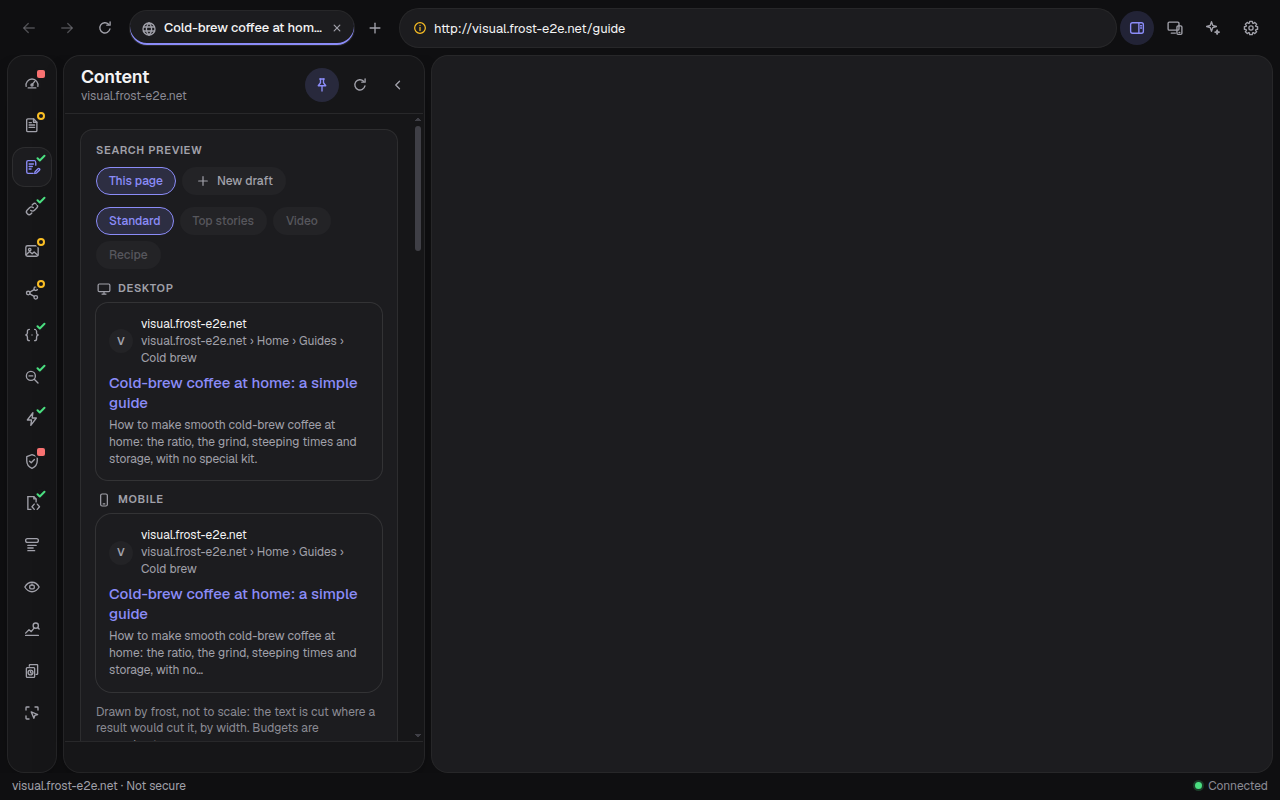 Cold-brew coffee at hom...
http://visual.frost-e2e.net/guide
Content
visual.frost-e2e.net
SEARCH PREVIEW
This page
New draft
Standard
Top stories
Video
Recipe
DESKTOP
V
visual.frost-e2e.net
visual.frost-e2e.net › Home › Guides ›
Cold brew
Cold-brew coffee at home: a simple
guide
How to make smooth cold-brew coffee at
home: the ratio, the grind, steeping times and
storage, with no special kit.
MOBILE
V
visual.frost-e2e.net
visual.frost-e2e.net › Home › Guides ›
Cold brew
Cold-brew coffee at home: a simple
guide
How to make smooth cold-brew coffee at
home: the ratio, the grind, steeping times and
storage, with no…
Drawn by frost, not to scale: the text is cut where a
result would cut it, by width. Budgets are
visual.frost-e2e.net · Not secure
Connected